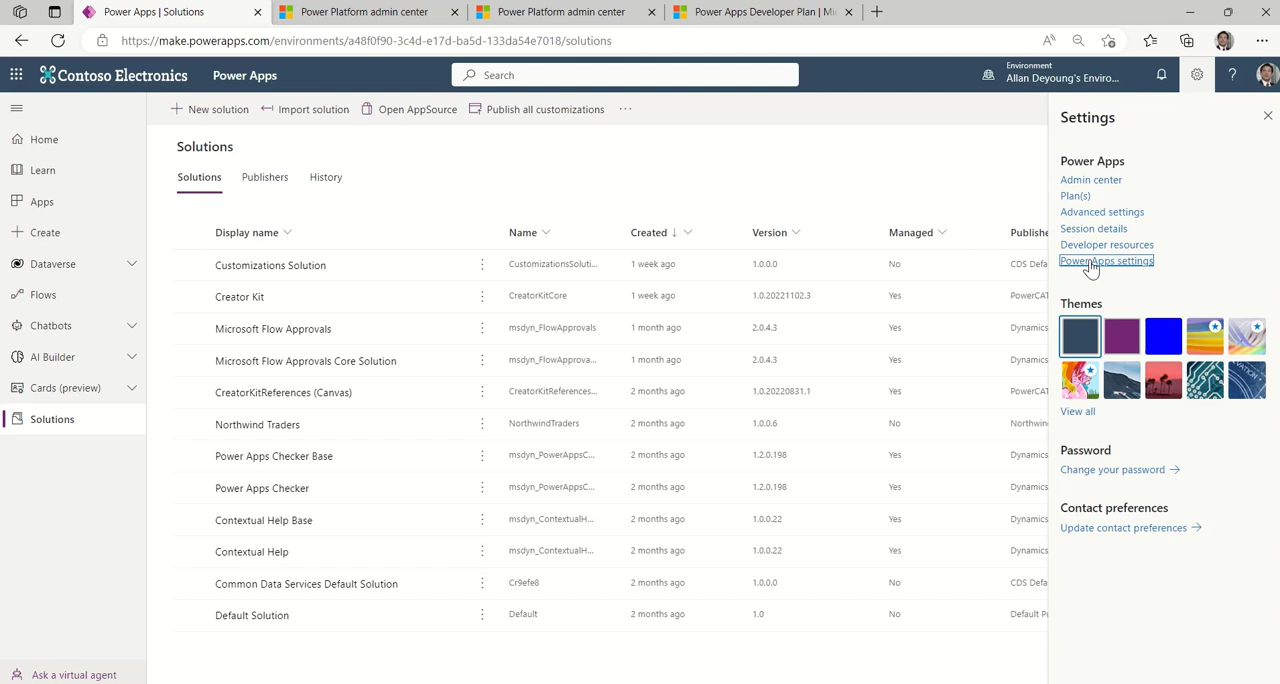 Power Apps | Solutions
Power Platform admin center
Power Platform admin center
Power Apps Developer Plan | Mi
https://make.powerapps.com/environments/a48f0f90-3c4d-e17d-ba5d-133da54e7018/solutions
Contoso Electronics
Power Apps
Search
Environment
Allan Deyoung's Enviro...
New solution
Import solution
Open AppSource
Publish all customizations
...
Home
Learn
Apps
Create
Dataverse
Flows
Chatbots
AI Builder
Cards (preview)
Solutions
Ask a virtual agent
Solutions
Solutions Publishers History
Display name Name Created ↓ Version Managed Publishe
Customizations Solution CustomizationsSoluti... 1 week ago 1.0.0.0 No CDS Defa
Creator Kit CreatorKitCore 1 week ago 1.0.20221102.3 Yes PowerCAT
Microsoft Flow Approvals msdyn_FlowApprovals 1 month ago 2.0.4.3 Yes Dynamics
Microsoft Flow Approvals Core Solution msdyn_FlowApprova... 1 month ago 2.0.4.3 Yes Dynamics
CreatorKitReferences (Canvas) CreatorKitReferences... 2 months ago 1.0.20220831.1 Yes PowerCAT
Northwind Traders NorthwindTraders 2 months ago 1.0.0.6 No Northwin
Power Apps Checker Base msdyn_PowerAppsC... 2 months ago 1.2.0.198 Yes Dynamics
Power Apps Checker msdyn_PowerAppsC... 2 months ago 1.2.0.198 Yes Dynamics
Contextual Help Base msdyn_ContextualH... 2 months ago 1.0.0.22 Yes Dynamics
Contextual Help msdyn_ContextualH... 2 months ago 1.0.0.22 Yes Dynamics
Common Data Services Default Solution Cr9efe8 2 months ago 1.0.0.0 No CDS Defa
Default Solution Default 2 months ago 1.0 No Default Pu
Settings
Power Apps
Admin center
Plan(s)
Advanced settings
Session details
Developer resources
PowerApps settings
Themes
View all
Password
Change your password →
Contact preferences
Update contact preferences →